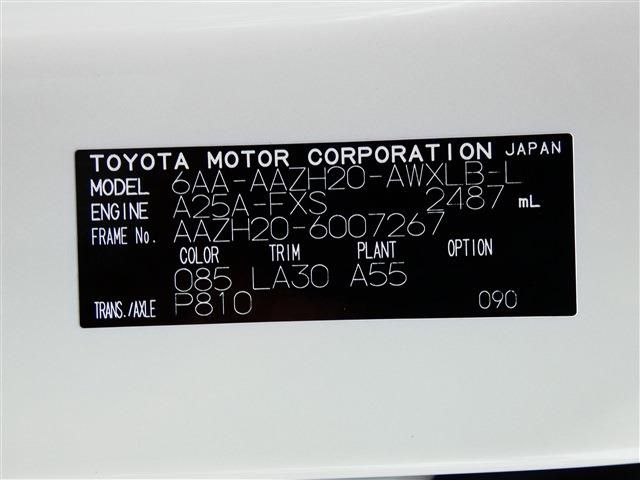 TOYOTA MOTOR CORPORATION JAPAN
MODEL 6AA-AAZH20-AWXLB-L
ENGINE A25A-FXS 2487 mL
FRAME No. AAZH20-6007267
COLOR TRIM PLANT OPTION
085 LA30 A55
TRANS./AXLE P810 090